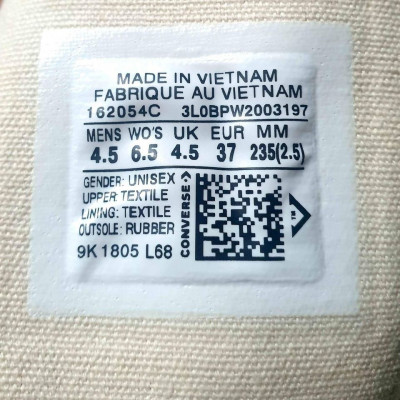 MADE IN VIETNAM
FABRIQUE AU VIETNAM
162054C 3L0BPW2003197
MENS WO'S UK EUR MM
4.5 6.5 4.5 37 235(2.5)
GENDER: UNISEX
UPPER: TEXTILE
LINING: TEXTILE
OUTSOLE: RUBBER
9K 1805 L68
CONVERSE
TM